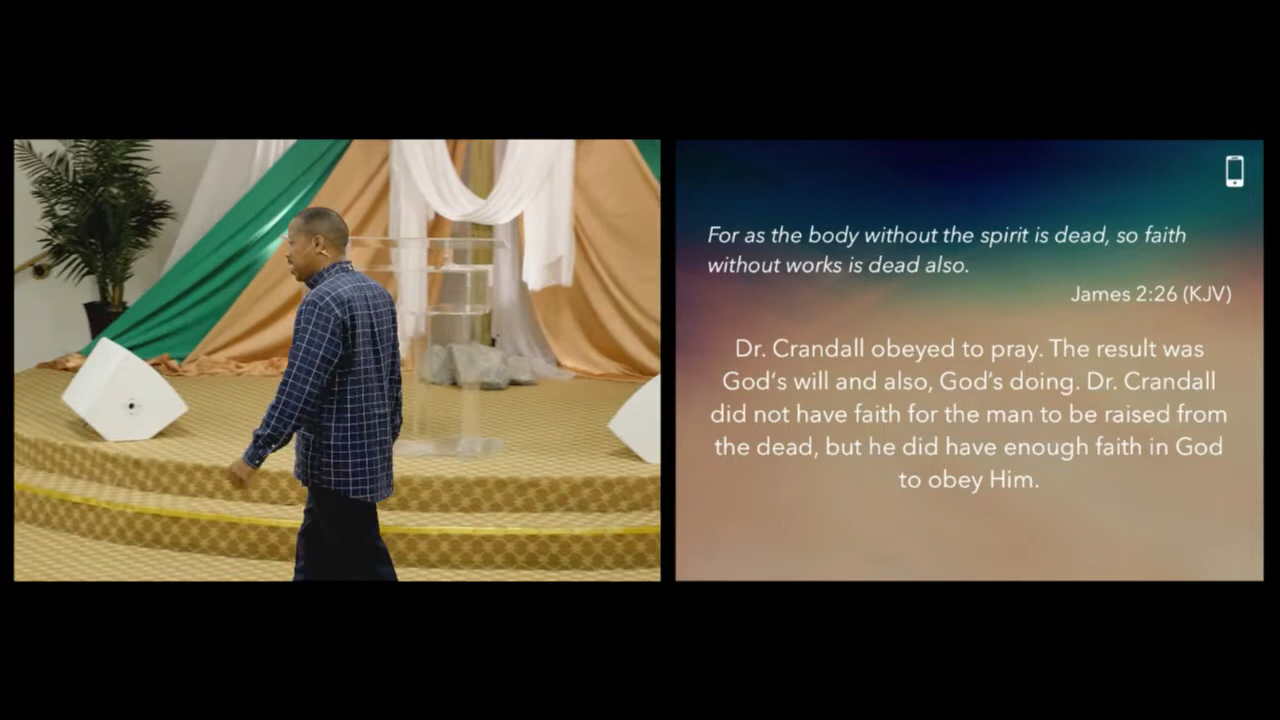 For as the body without the spirit is dead, so faith
without works is dead also.
James 2:26 (KJV)
Dr. Crandall obeyed to pray. The result was
God's will and also, God's doing. Dr. Crandall
did not have faith for the man to be raised from
the dead, but he did have enough faith in God
to obey Him.